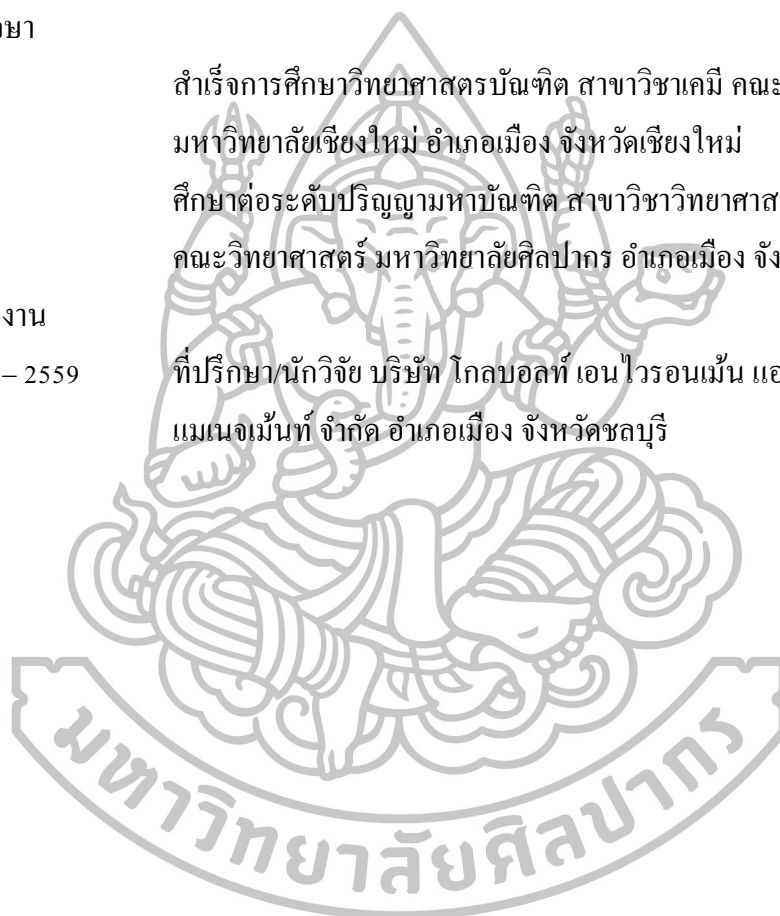 สำเร็จการศึกษาวิทยาศาสตรบัณฑิต สาขาวิชาเคมี คณะ
มหาวิทยาลัยเชียงใหม่ อำเภอเมือง จังหวัดเชียงใหม่
ศึกษาต่อระดับปริญญามหาบัณฑิต สาขาวิชาวิทยาศาส
คณะวิทยาศาสตร์ มหาวิทยาลัยศิลปากร อำเภอเมือง จัง
งาน
– 2559 ที่ปรึกษา/นักวิจัย บริษัท โกลบอลท์ เอนไวรอนเม้น แอ
แมเนจเม้นท์ จำกัด อำเภอเมือง จังหวัดชลบุรี
มหาวิทยาลัยศิลปากร